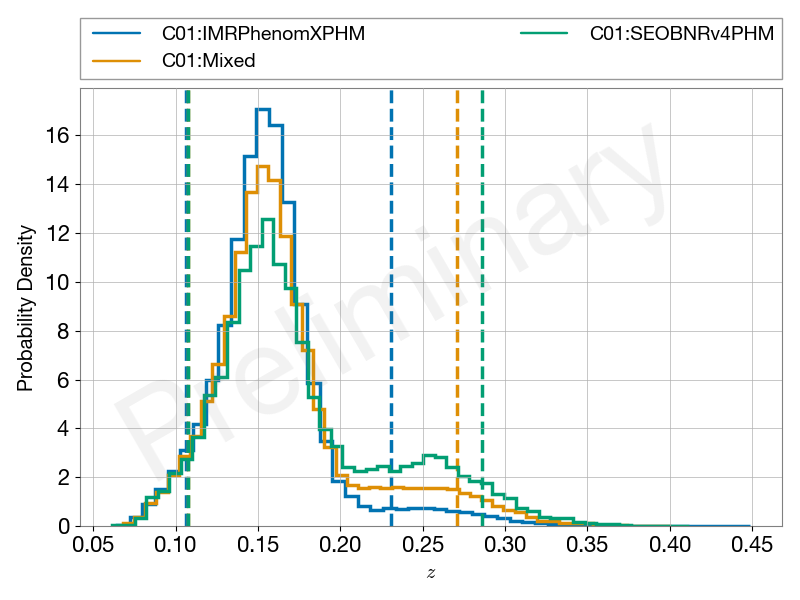 C01:IMRPhenomXPHM
C01:Mixed
C01:SEOBNRv4PHM
Probability Density
16
14
12
10
8
6
4
2
0
Preliminary
0.05 0.10 0.15 0.20 0.25 0.30 0.35 0.40 0.45
z